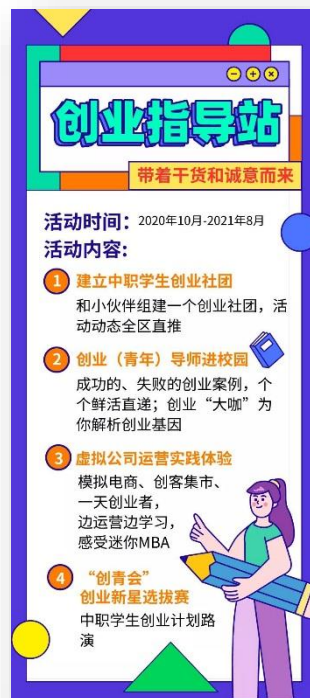 创业指导站
带着干货和诚意而来
活动时间：2020年10月-2021年8月
活动内容:
1 建立中职学生创业社团
和小伙伴组建一个创业社团，活
动动态全区直推
2 创业（青年）导师进校园
成功的、失败的创业案例，个
个鲜活直递；创业“大咖”为
你解析创业基因
3 虚拟公司运营实践体验
模拟电商、创客集市、
一天创业者，
边运营边学习，
感受迷你MBA
4 “创青会”
创业新星选拔赛
中职学生创业计划路
演